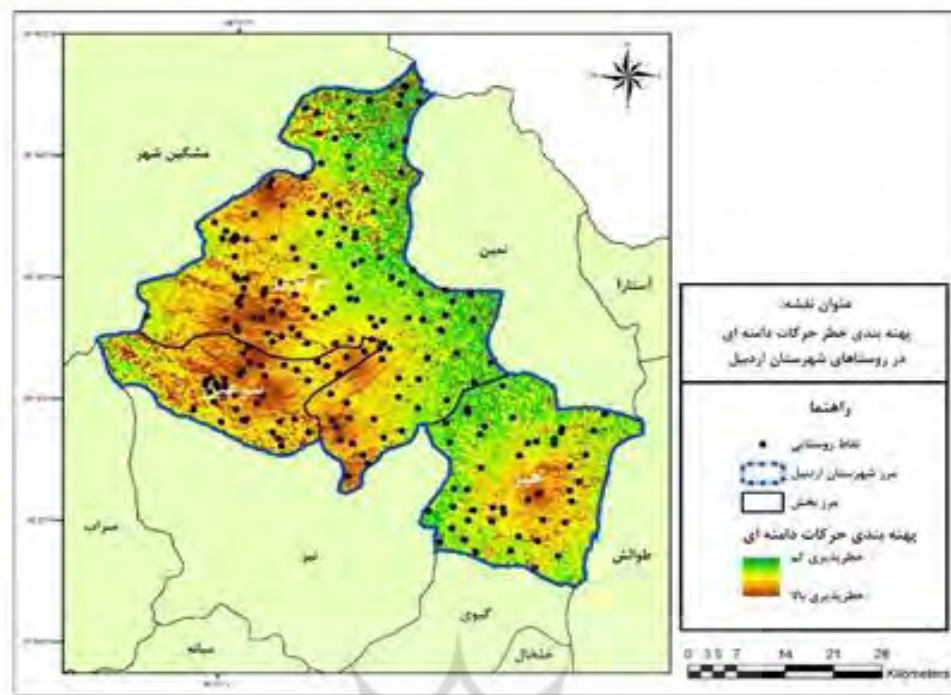 مشگین شهر
نمین
آستارا
سراب
نیر
طوالش
گیوی
خلخال
میانه
عنوان نقشه:
پهنه بندی خطر حرکات دامنه ای
در روستاهای شهرستان اردبیل
راهنما
نقاط روستایی
مرز شهرستان اردبیل
مرز بخش
پهنه بندی حرکات دامنه ای
خطرپذیری کم
خطرپذیری بالا
0 3.5 7 14 21 28
Kilometers